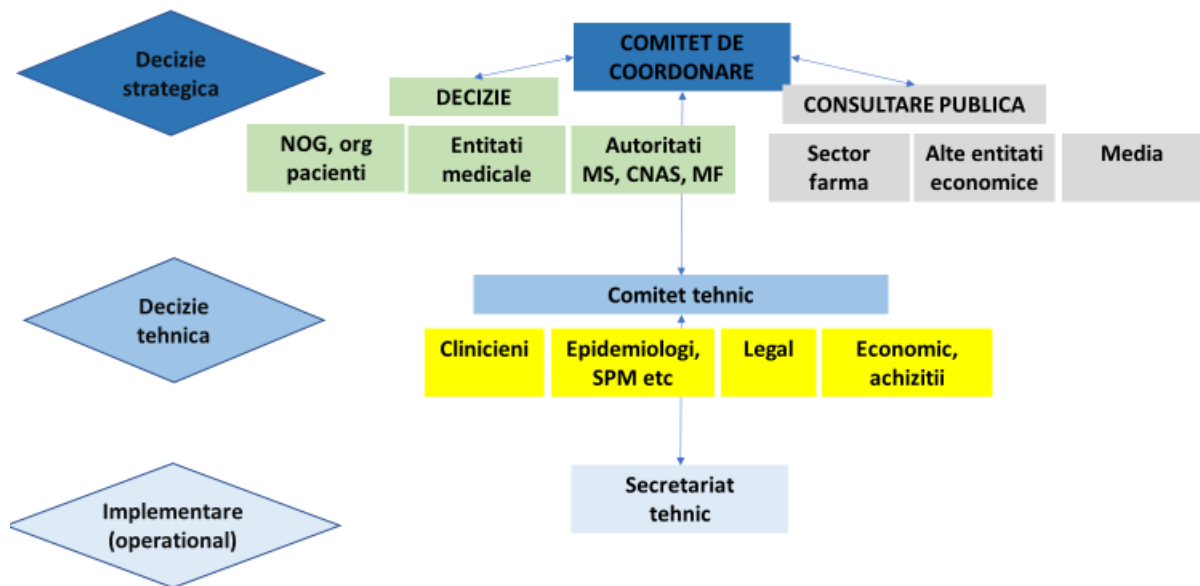 Decizie
strategica
COMITET DE
COORDONARE
DECIZIE
CONSULTARE PUBLICA
NOG, org
pacienti
Entitati
medicale
Autoritati
MS, CNAS, MF
Sector
farma
Alte entitati
economice
Media
Decizie
tehnica
Comitet tehnic
Clinicieni
Epidemiologi,
SPM etc
Legal
Economic,
achizitii
Implementare
(operational)
Secretariat
tehnic